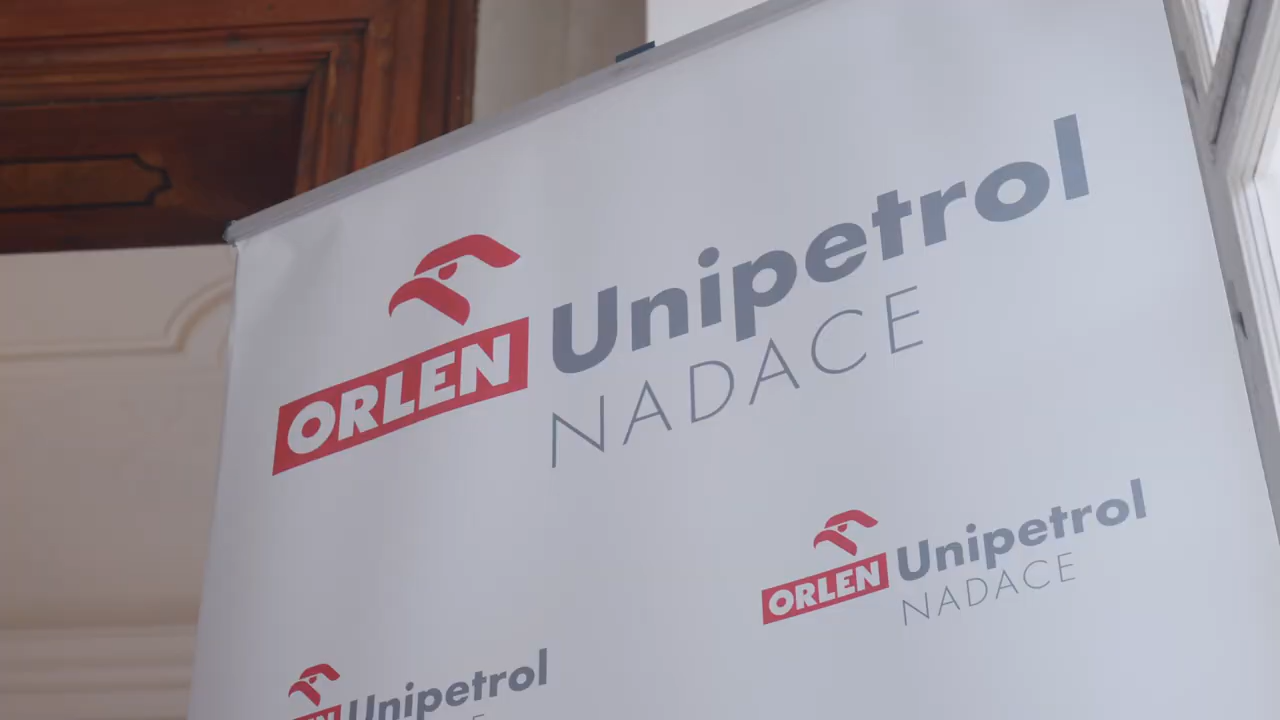 ORLEN Unipetrol
NADACE
ORLEN Unipetrol
NADACE
Unipetrol